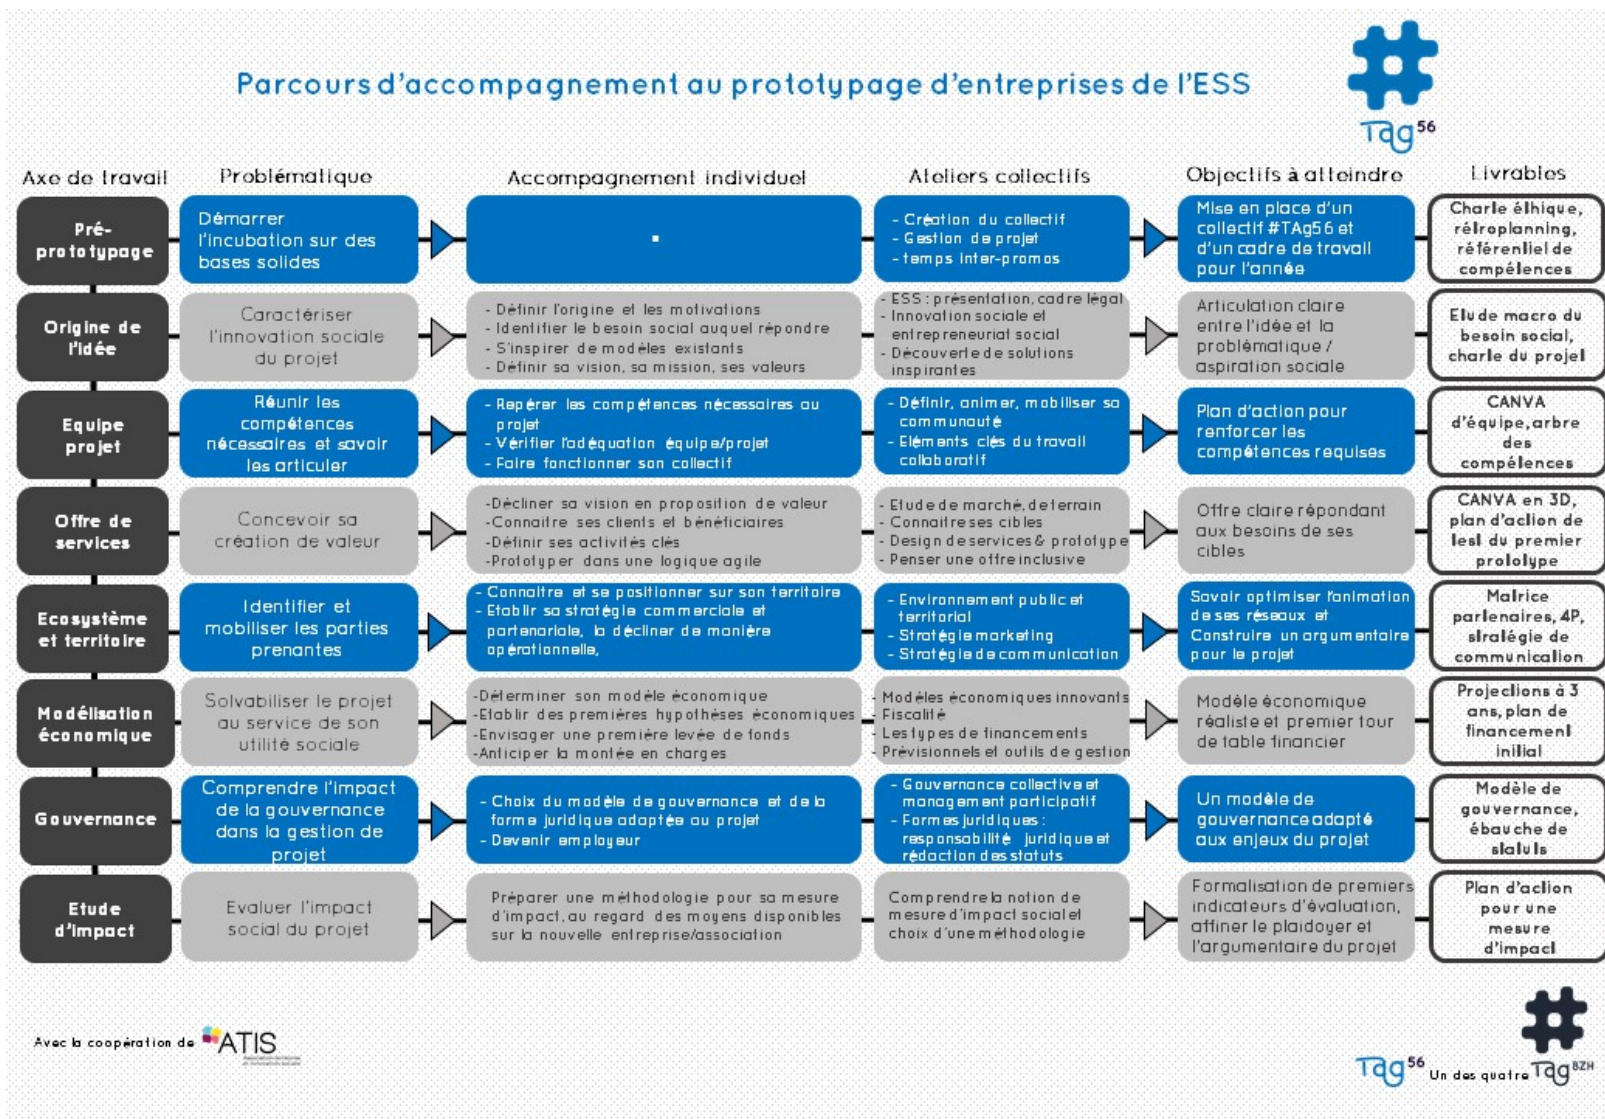 Parcours d'accompagnement au prototypage d'entreprises de l'ESS
Tag56
Axe de travail
Problématique
Accompagnement individuel
Ateliers collectifs
Objectifs à atteindre
Livrables
Pré-
prototypage
Démarrer
l'incubation sur des
bases solides
- Création du collectif
- Gestion de projet
- temps inter-promos
Mise en place d'un
collectif #TAg56 et
d'un cadre de travail
pour l'année
Charte éthique,
rétroplanning,
référentiel de
compétences
Origine de
l'idée
Caractériser
l'innovation sociale
du projet
- Définir l'origine et les motivations
- Identifier le besoin social auquel répondre
- S'inspirer de modèles existants
- Définir sa vision, sa mission, ses valeurs
- ESS : présentation, cadre légal
- Innovation sociale et
entrepreneuriat social
- Découverte de solutions
inspirantes
Articulation claire
entre l'idée et la
problématique /
aspiration sociale
Etude macro du
besoin social,
charte du projet
Equipe
projet
Réunir les
compétences
nécessaires et savoir
les articuler
- Repérer les compétences nécessaires au
projet
- Vérifier l'adéquation équipe/projet
- Faire fonctionner son collectif
- Définir, animer, mobiliser sa
communauté
- Eléments clés du travail
collaboratif
Plan d'action pour
renforcer les
compétences requises
CANVA
d'équipe, arbre
des
compétences
Offre de
services
Concevoir sa
création de valeur
-Décliner sa vision en proposition de valeur
-Connaitre ses clients et bénéficiaires
-Définir ses activités clés
-Prototyper dans une logique agile
- Etude de marché, de terrain
- Connaitre ses cibles
- Design de services & prototype
- Penser une offre inclusive
Offre claire répondant
aux besoins de ses
cibles
CANVA en 3D,
plan d'action de
test du premier
prototype
Ecosystème
et territoire
Identifier et
mobiliser les parties
prenantes
- Connaitre et se positionner sur son territoire
- Etablir sa stratégie commerciale et
partenariale, la décliner de manière
opérationnelle,
- Environnement public et
territorial
- Stratégie marketing
- Stratégie de communication
Savoir optimiser l'animation
de ses réseaux et
Construire un argumentaire
pour le projet
Matrice
partenaires, 4P,
stratégie de
communication
Modélisation
économique
Solvabiliser le projet
au service de son
utilité sociale
-Déterminer son modèle économique
-Etablir des premières hypothèses économiques
-Envisager une première levée de fonds
-Anticiper la montée en charges
- Modèles économiques innovants
- Fiscalité
- Les types de financements
- Prévisionnels et outils de gestion
Modèle économique
réaliste et premier tour
de table financier
Projections à 3
ans, plan de
financement
initial
Gouvernance
Comprendre l'impact
de la gouvernance
dans la gestion de
projet
- Choix du modèle de gouvernance et de la
forme juridique adaptée au projet
- Devenir employeur
- Gouvernance collective et
management participatif
- Formes juridiques :
responsabilité juridique et
rédaction des statuts
Un modèle de
gouvernance adapté
aux enjeux du projet
Modèle de
gouvernance,
ébauche de
statuts
Etude
d'impact
Evaluer l'impact
social du projet
Préparer une méthodologie pour sa mesure
d'impact, au regard des moyens disponibles
sur la nouvelle entreprise/association
Comprendre la notion de
mesure d'impact social et
choix d'une méthodologie
Formalisation de premiers
indicateurs d'évaluation,
affiner le plaidoyer et
l'argumentaire du projet
Plan d'action
pour une
mesure
d'impact
Avec la coopération de ATIS
Tag56 Un des quatre TagBZH